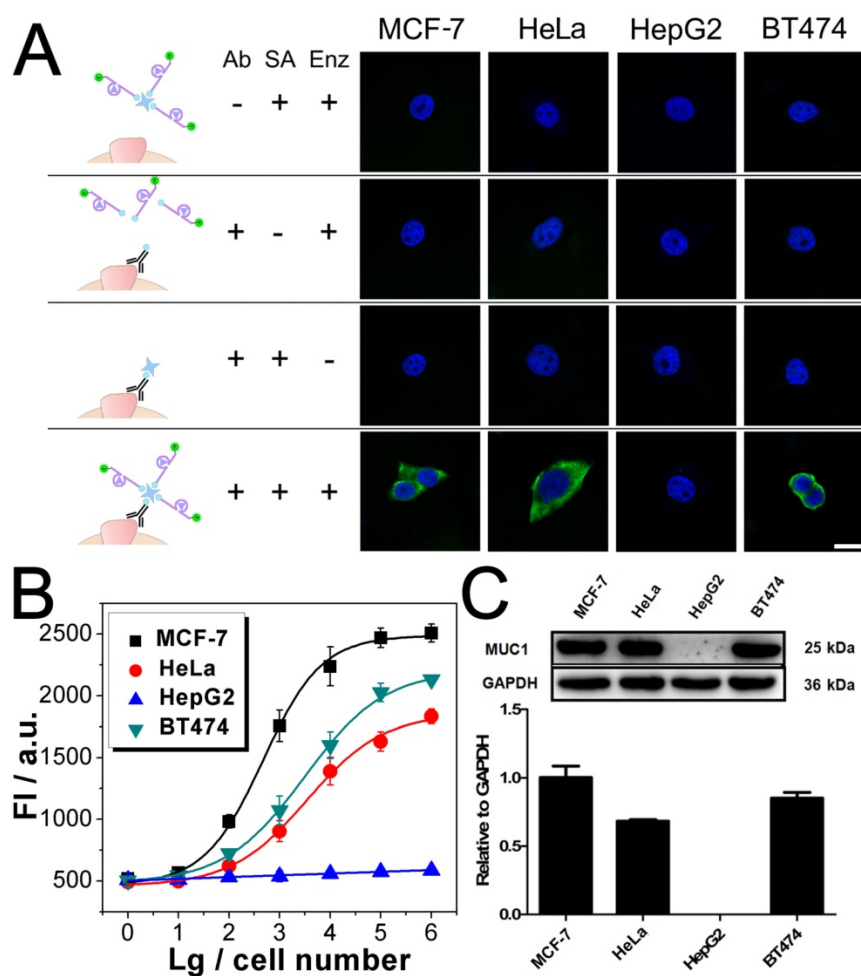 A
Ab SA Enz
MCF-7 HeLa HepG2 BT474
- + +
+ - +
+ + -
+ + +
B
FI / a.u.
2500
2000
1500
1000
500
MCF-7
HeLa
HepG2
BT474
0 1 2 3 4 5 6
Lg / cell number
C
MCF-7 HeLa HepG2 BT474
MUC1 25 kDa
GAPDH 36 kDa
Relative to GAPDH
1.5
1.0
0.5
0.0
MCF-7 HeLa HepG2 BT474